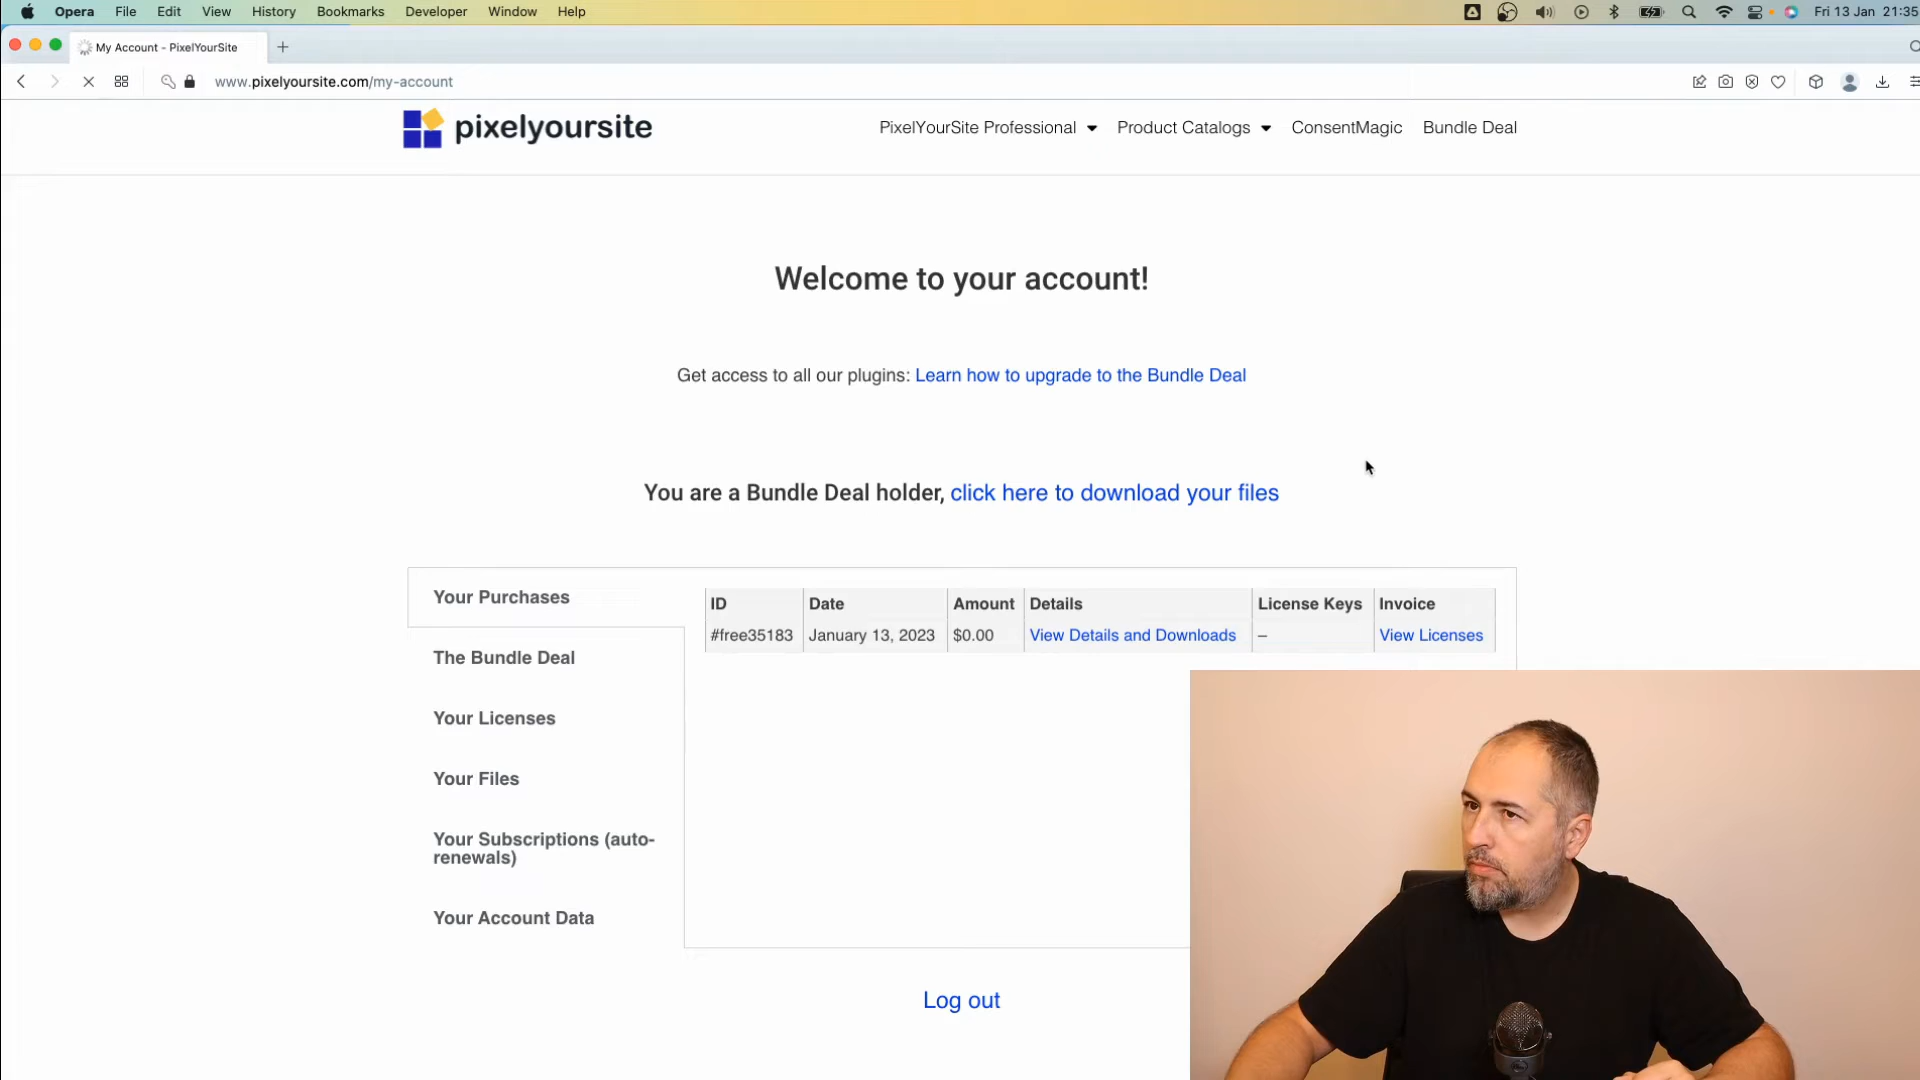 Opera File Edit View History Bookmarks Developer Window Help Fri 13 Jan 21:35
My Account - PixelYourSite
www.pixelyoursite.com/my-account
pixelyoursite PixelYourSite Professional Product Catalogs ConsentMagic Bundle Deal
Welcome to your account!
Get access to all our plugins: Learn how to upgrade to the Bundle Deal
You are a Bundle Deal holder, click here to download your files
Your Purchases
The Bundle Deal
Your Licenses
Your Files
Your Subscriptions (auto-
renewals)
Your Account Data
ID Date Amount Details License Keys Invoice
#free35183 January 13, 2023 $0.00 View Details and Downloads – View Licenses
Log out